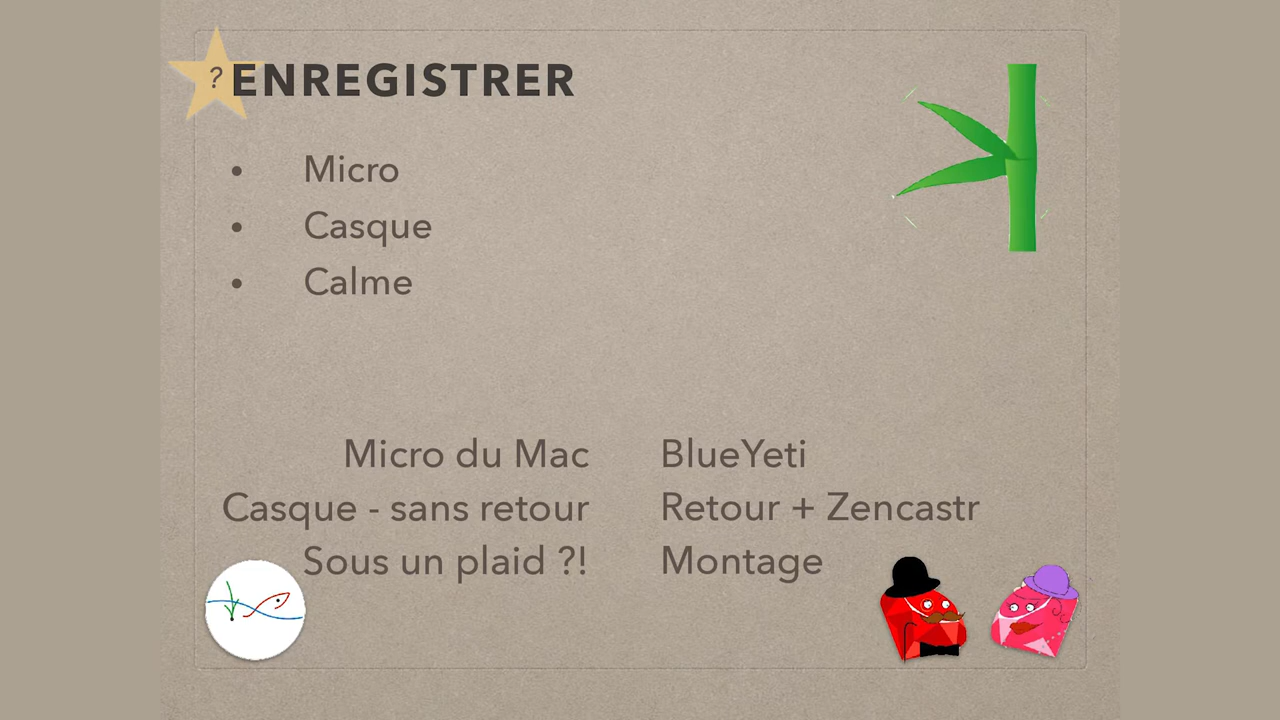 ? ENREGISTRER
• Micro
• Casque
• Calme
Micro du Mac
Casque - sans retour
Sous un plaid ?!
BlueYeti
Retour + Zencastr
Montage